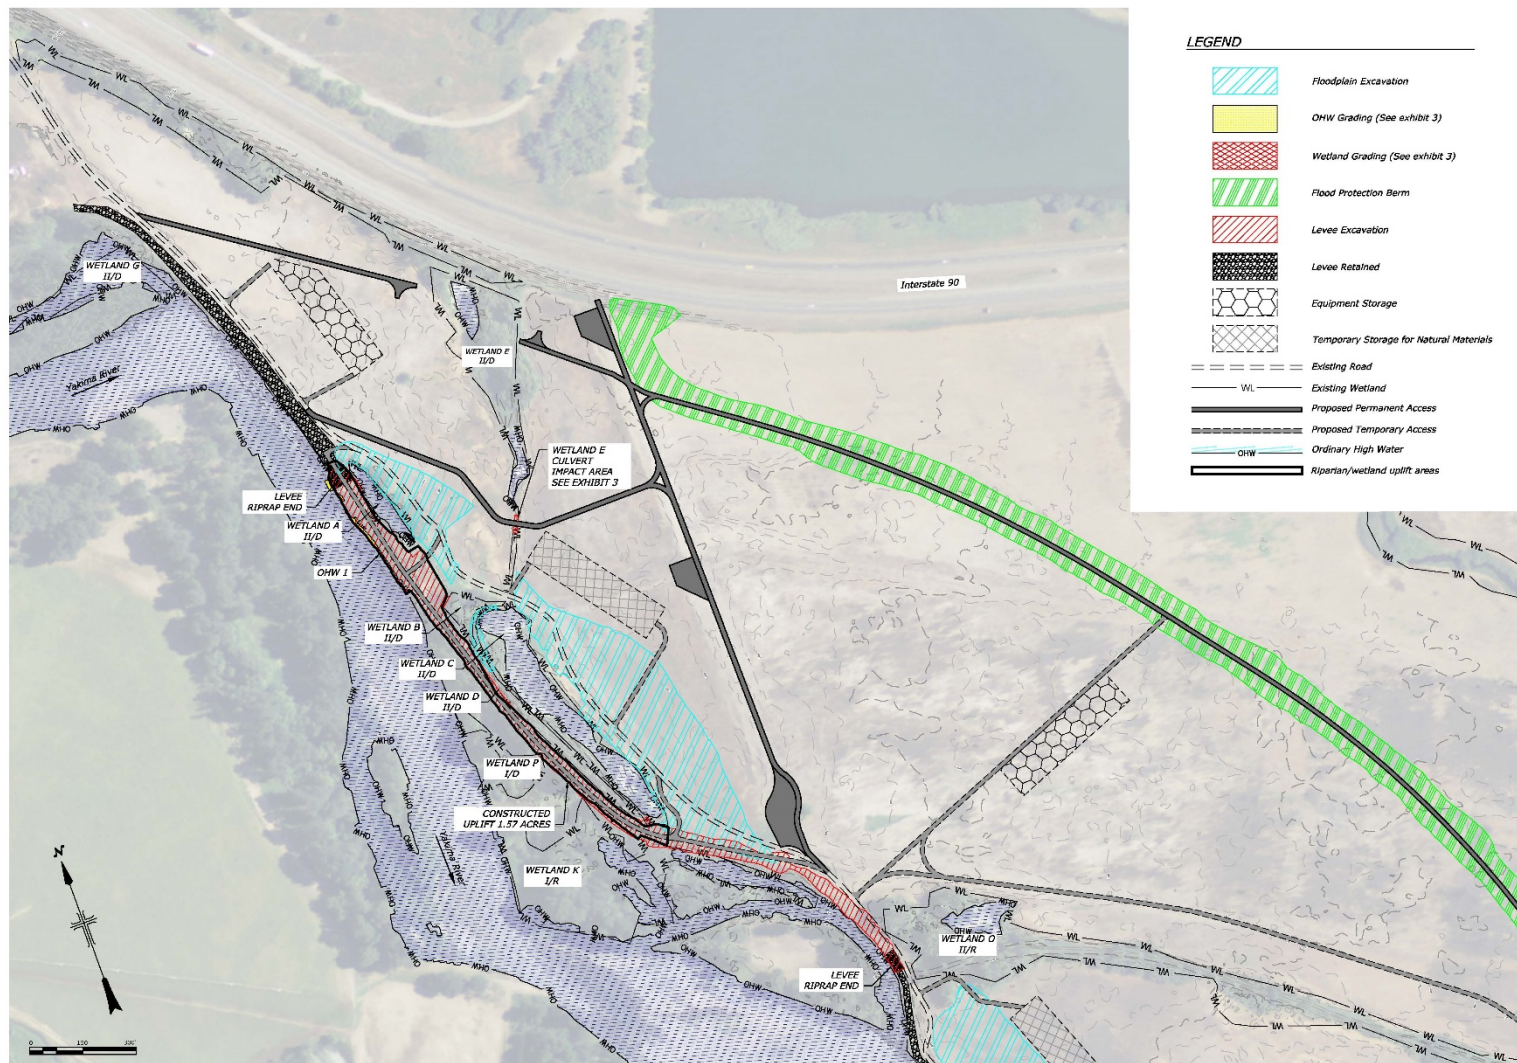 LEGEND
Floodplain Excavation
OHW Grading (See exhibit 3)
Wetland Grading (See exhibit 3)
Flood Protection Berm
Levee Excavation
Levee Retained
Equipment Storage
Temporary Storage for Natural Materials
Existing Road
WL
Existing Wetland
Proposed Permanent Access
Proposed Temporary Access
OHW
Ordinary High Water
Riparian/wetland uplift areas
Interstate 90
WETLAND G
II/D
Yakima River
WETLAND E
II/D
WETLAND E
CULVERT
IMPACT AREA
SEE EXHIBIT 3
LEVEE
RIPRAP END
WETLAND A
II/D
OHW 1
WETLAND B
II/D
WETLAND C
II/D
WETLAND D
II/D
WETLAND P
I/D
CONSTRUCTED
UPLIFT 1.57 ACRES
Yakima River
WETLAND K
I/R
WETLAND O
II/R
LEVEE
RIPRAP END
N
0